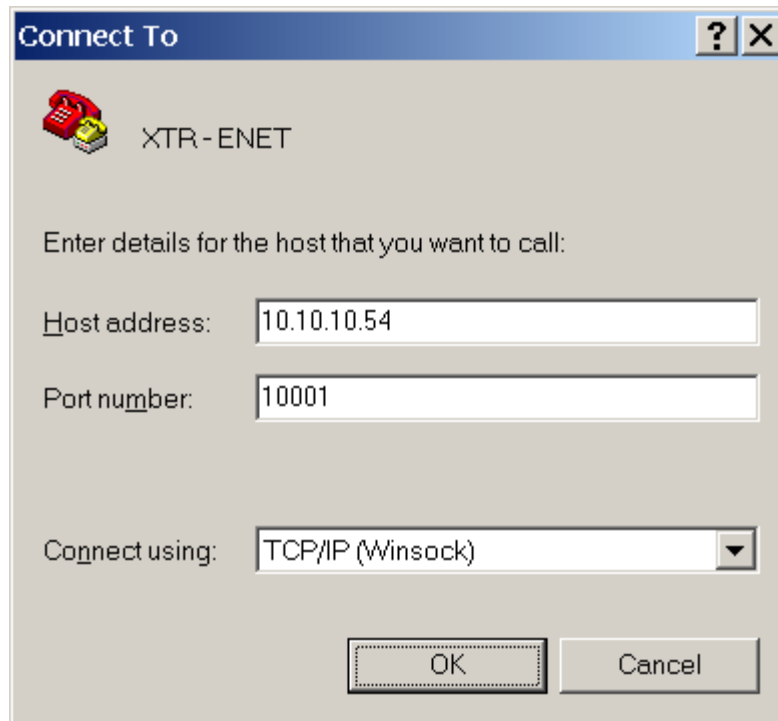 Connect To
XTR-ENET
Enter details for the host that you want to call:
Host address: 10.10.10.54
Port number: 10001
Connect using: TCP/IP (Winsock)
OK Cancel